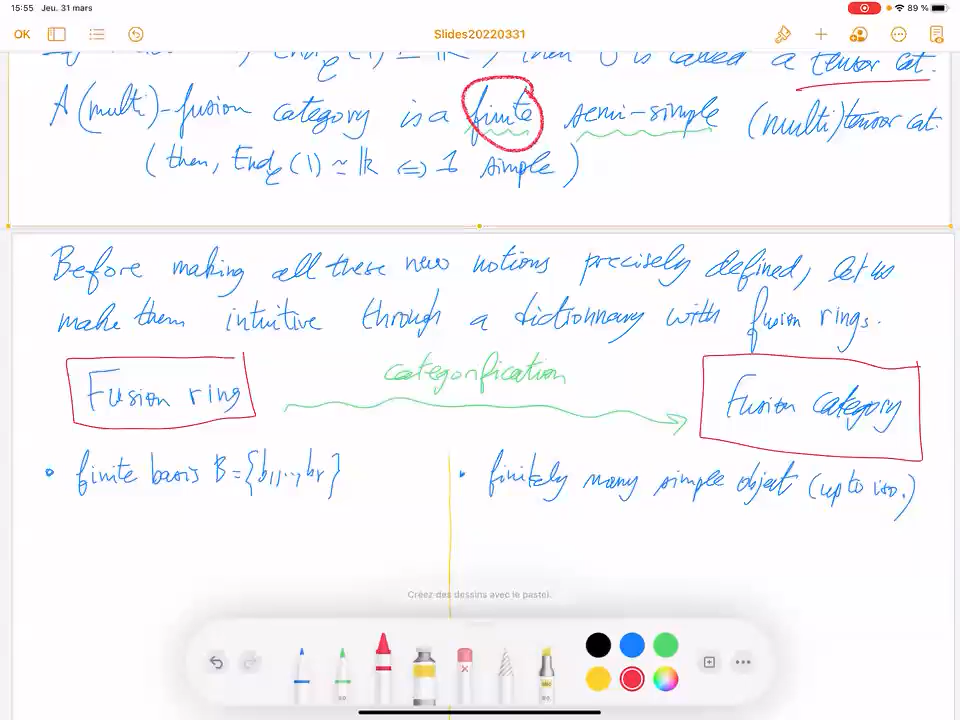 15:55 Jeu. 31 mars 89 %
OK Slides20220331
End_C(1) ≃ k, then C is called a tensor cat.
A (multi)-fusion category is a finite semi-simple (multi)tensor cat.
(then, End_C(1) ≃ k ⇔ 1 simple)
Before making all these new notions precisely defined, let us
make them intuitive through a dictionnary with fusion rings.
categorification
Fusion ring Fusion category
• finite basis B = {b1,..., br} • finitely many simple object (up to iso.)
Créez des dessins avec le pastel.